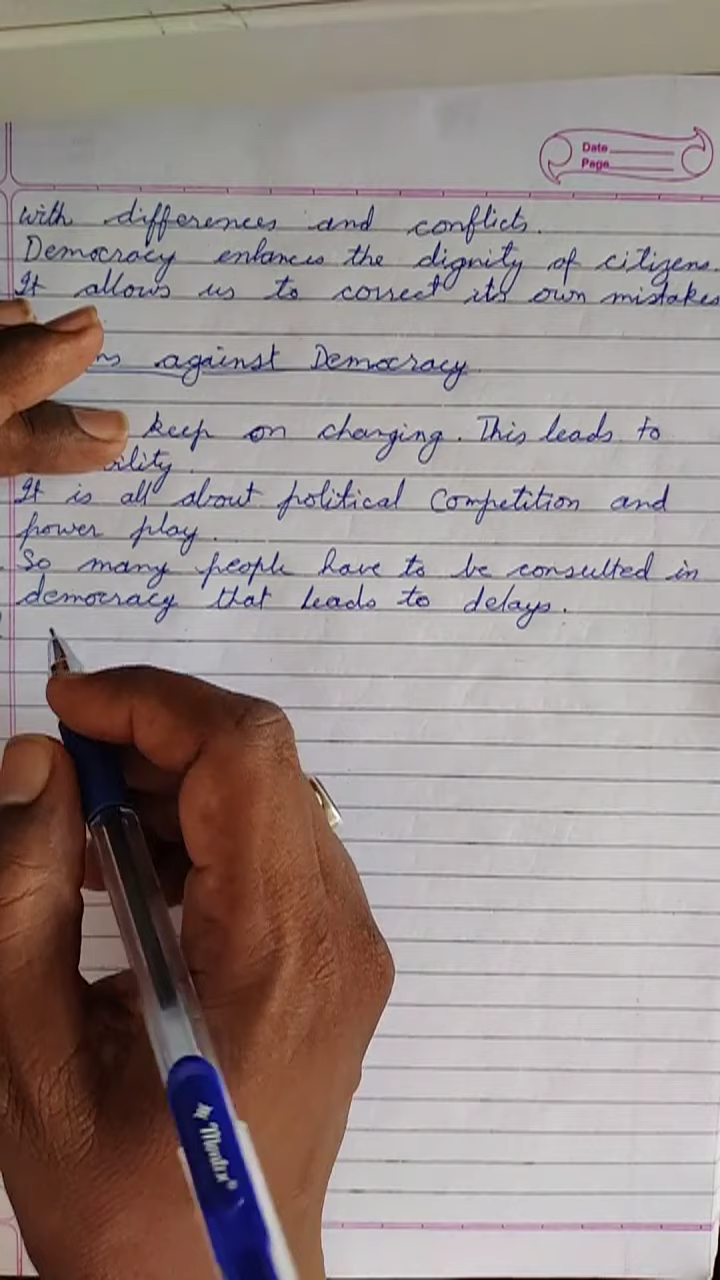 Date
Page
with differences and conflicts.
Democracy enhances the dignity of citizens.
It allows us to correct its own mistakes
against Democracy
keep on changing. This leads to
It is all about political competition and
power play.
So many people have to be consulted in
democracy that leads to delays.